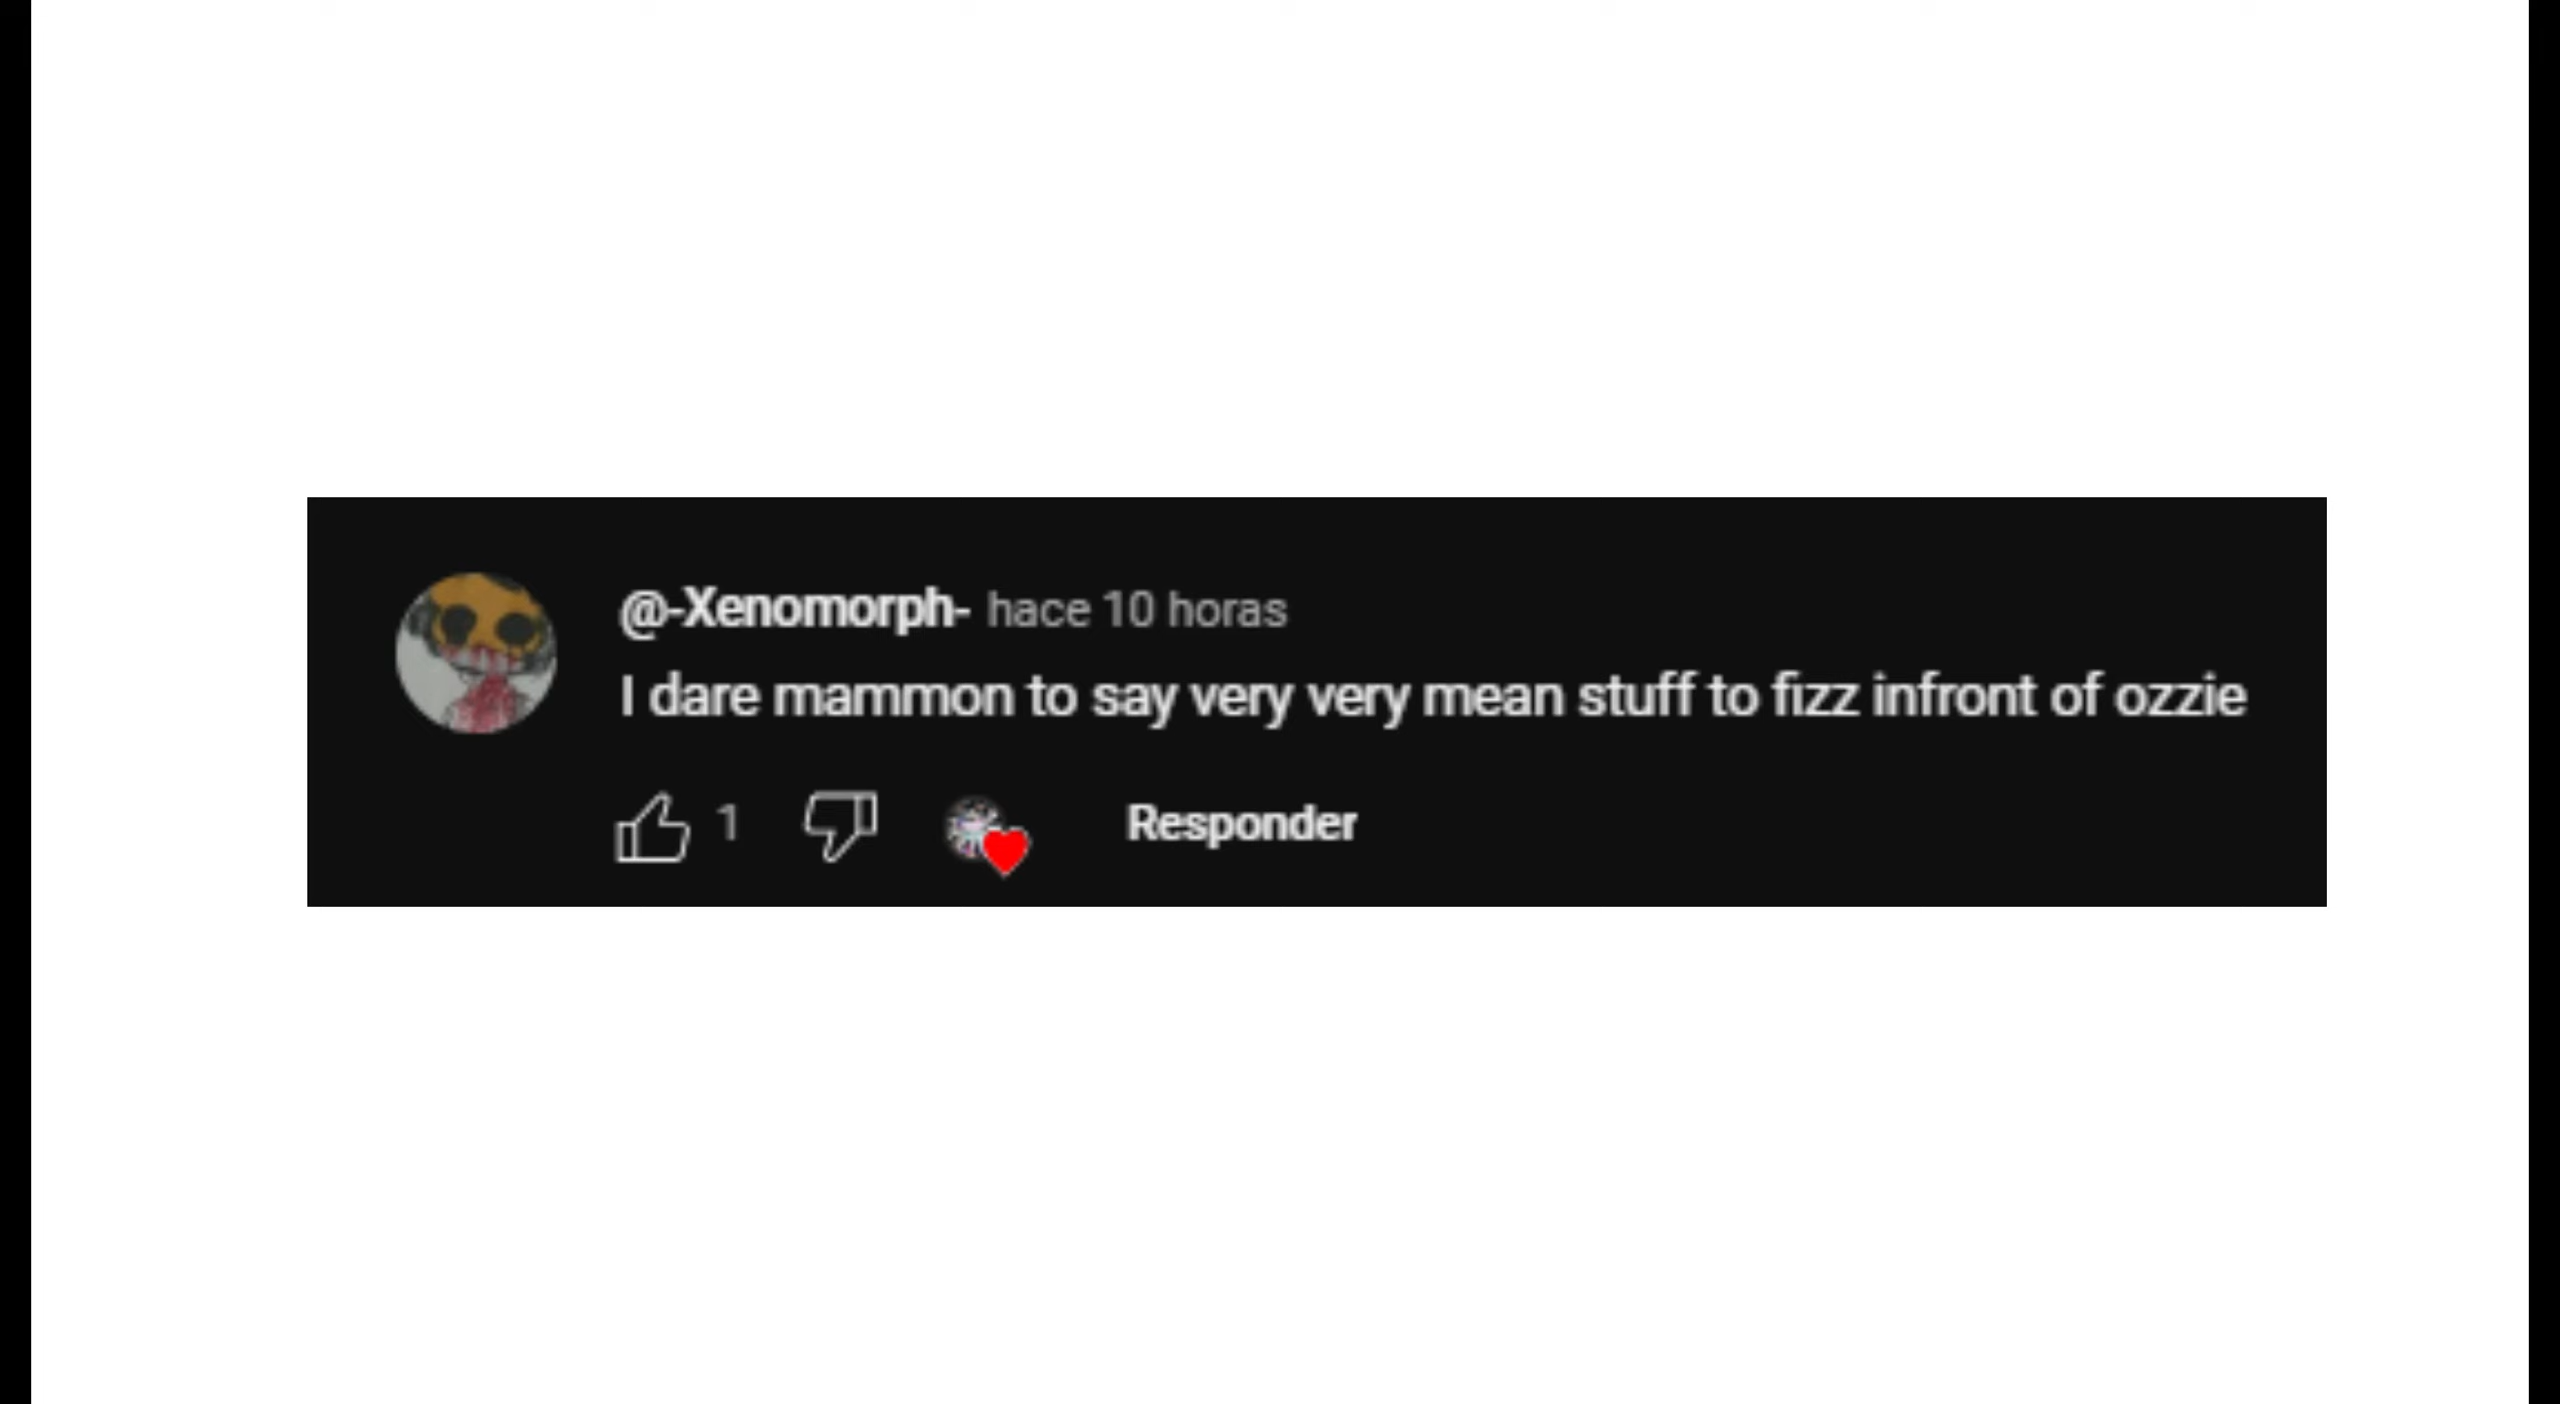 @-Xenomorph- hace 10 horas
I dare mammon to say very very mean stuff to fizz infront of ozzie
1 Responder